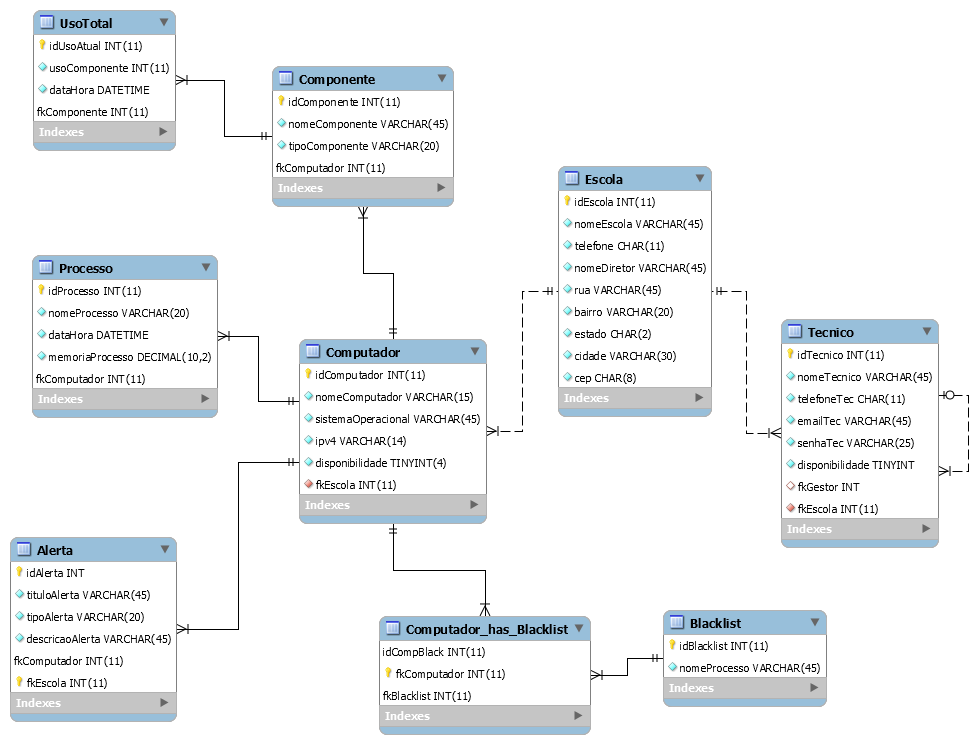 UsoTotal
idUsoAtual INT(11)
usoComponente INT(11)
dataHora DATETIME
fkComponente INT(11)
Indexes
Componente
idComponente INT(11)
nomeComponente VARCHAR(45)
tipoComponente VARCHAR(20)
fkComputador INT(11)
Indexes
Escola
idEscola INT(11)
nomeEscola VARCHAR(45)
telefone CHAR(11)
nomeDiretor VARCHAR(45)
rua VARCHAR(45)
bairro VARCHAR(20)
estado CHAR(2)
cidade VARCHAR(30)
cep CHAR(8)
Indexes
Processo
idProcesso INT(11)
nomeProcesso VARCHAR(20)
dataHora DATETIME
memoriaProcesso DECIMAL(10,2)
fkComputador INT(11)
Indexes
Computador
idComputador INT(11)
nomeComputador VARCHAR(15)
sistemaOperacional VARCHAR(45)
ipv4 VARCHAR(14)
disponibilidade TINYINT(4)
fkEscola INT(11)
Indexes
Tecnico
idTecnico INT(11)
nomeTecnico VARCHAR(45)
telefoneTec CHAR(11)
emailTec VARCHAR(45)
senhaTec VARCHAR(25)
disponibilidade TINYINT
fkGestor INT
fkEscola INT(11)
Indexes
Alerta
idAlerta INT
tituloAlerta VARCHAR(45)
tipoAlerta VARCHAR(20)
descricaoAlerta VARCHAR(45)
fkComputador INT(11)
fkEscola INT(11)
Indexes
Computador_has_Blacklist
idCompBlack INT(11)
fkComputador INT(11)
fkBlacklist INT(11)
Indexes
Blacklist
idBlacklist INT(11)
nomeProcesso VARCHAR(45)
Indexes